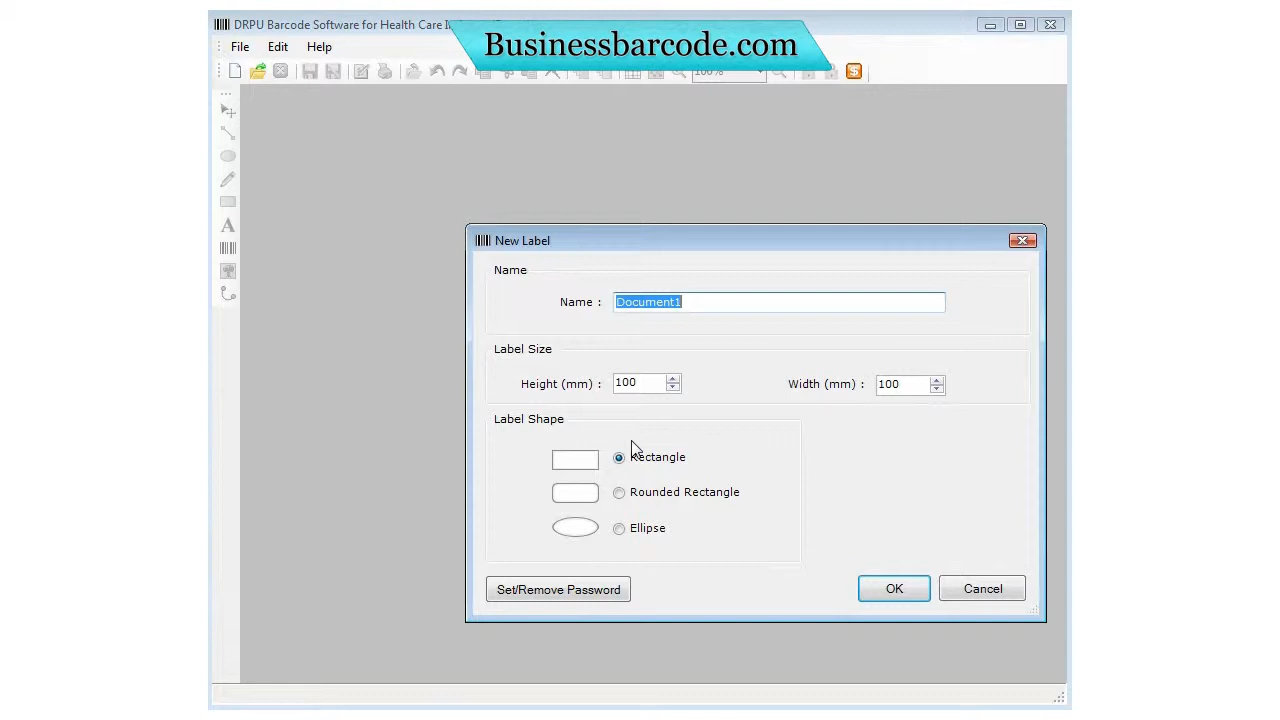 DRPU Barcode Software for Health Care
Businessbarcode.com
File Edit Help
100%
New Label
Name
Name : Document1
Label Size
Height (mm) : 100 Width (mm) : 100
Label Shape
Rectangle
Rounded Rectangle
Ellipse
Set/Remove Password OK Cancel